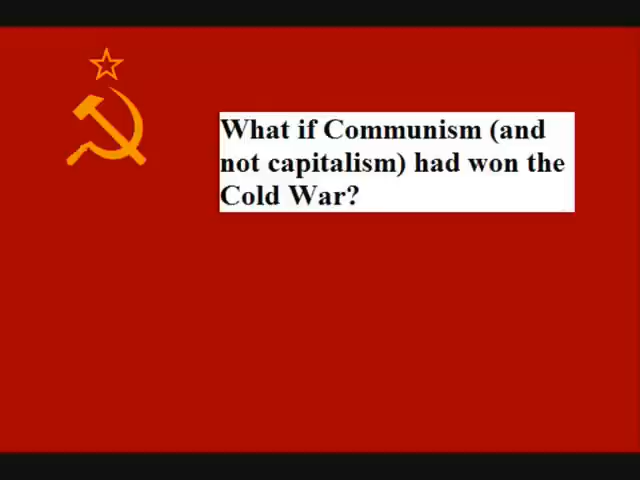 What if Communism (and
not capitalism) had won the
Cold War?